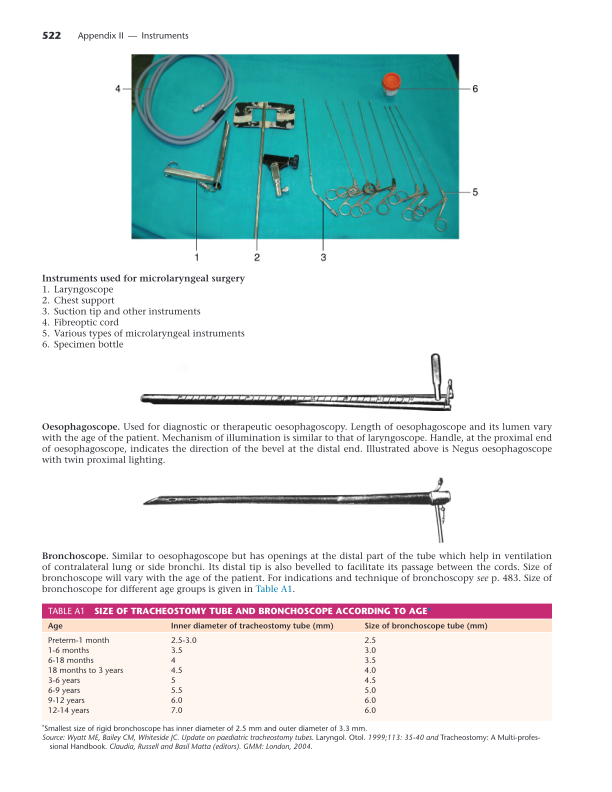 522 Appendix II — Instruments
4
6
5
1 2 3
Instruments used for microlaryngeal surgery
1. Laryngoscope
2. Chest support
3. Suction tip and other instruments
4. Fibreoptic cord
5. Various types of microlaryngeal instruments
6. Specimen bottle
Oesophagoscope. Used for diagnostic or therapeutic oesophagoscopy. Length of oesophagoscope and its lumen vary
with the age of the patient. Mechanism of illumination is similar to that of laryngoscope. Handle, at the proximal end
of oesophagoscope, indicates the direction of the bevel at the distal end. Illustrated above is Negus oesophagoscope
with twin proximal lighting.
Bronchoscope. Similar to oesophagoscope but has openings at the distal part of the tube which help in ventilation
of contralateral lung or side bronchi. Its distal tip is also bevelled to facilitate its passage between the cords. Size of
bronchoscope will vary with the age of the patient. For indications and technique of bronchoscopy see p. 483. Size of
bronchoscope for different age groups is given in Table A1.
TABLE A1 SIZE OF TRACHEOSTOMY TUBE AND BRONCHOSCOPE ACCORDING TO AGE*
Age Inner diameter of tracheostomy tube (mm) Size of bronchoscope tube (mm)
Preterm-1 month 2.5-3.0 2.5
1-6 months 3.5 3.0
6-18 months 4 3.5
18 months to 3 years 4.5 4.0
3-6 years 5 4.5
6-9 years 5.5 5.0
9-12 years 6.0 6.0
12-14 years 7.0 6.0
*Smallest size of rigid bronchoscope has inner diameter of 2.5 mm and outer diameter of 3.3 mm.
Source: Wyatt ME, Bailey CM, Whiteside JC. Update on paediatric tracheostomy tubes. Laryngol. Otol. 1999;113: 35-40 and Tracheostomy: A Multi-profes-
sional Handbook. Claudia, Russell and Basil Matta (editors). GMM: London, 2004.